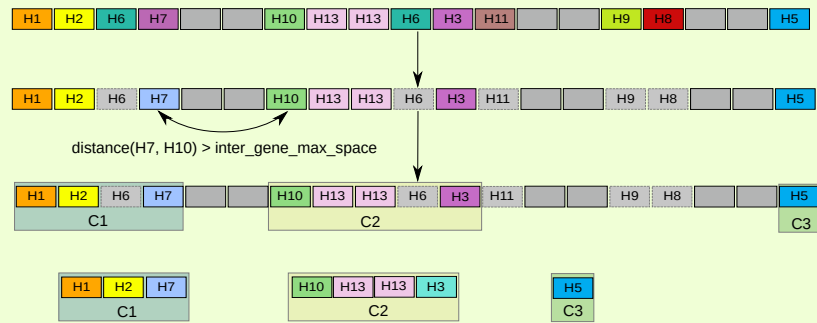 H1 H2 H6 H7 H10 H13 H13 H6 H3 H11 H9 H8 H5
H1 H2 H6 H7 H10 H13 H13 H6 H3 H11 H9 H8 H5
distance(H7, H10) > inter_gene_max_space
H1 H2 H6 H7 H10 H13 H13 H6 H3 H11 H9 H8 H5
C1 C2 C3
H1 H2 H7 H10 H13 H13 H3 H5
C1 C2 C3